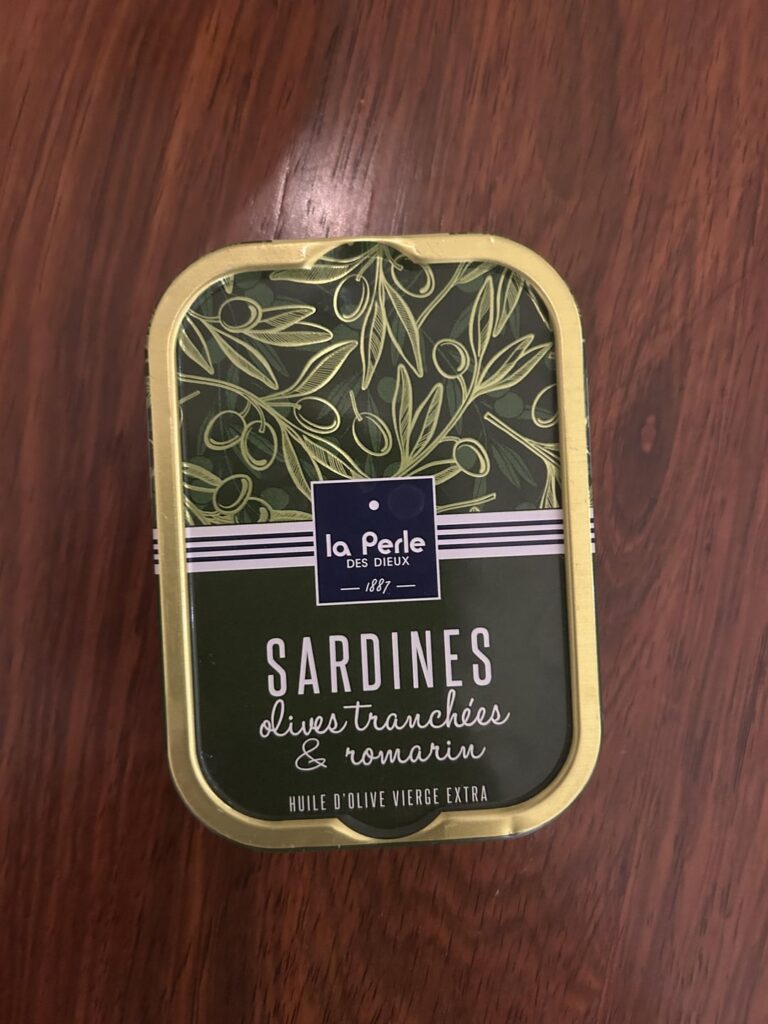 la Perle
DES DIEUX
— 1887 —
SARDINES
olives tranchées
& romarin
HUILE D'OLIVE VIERGE EXTRA